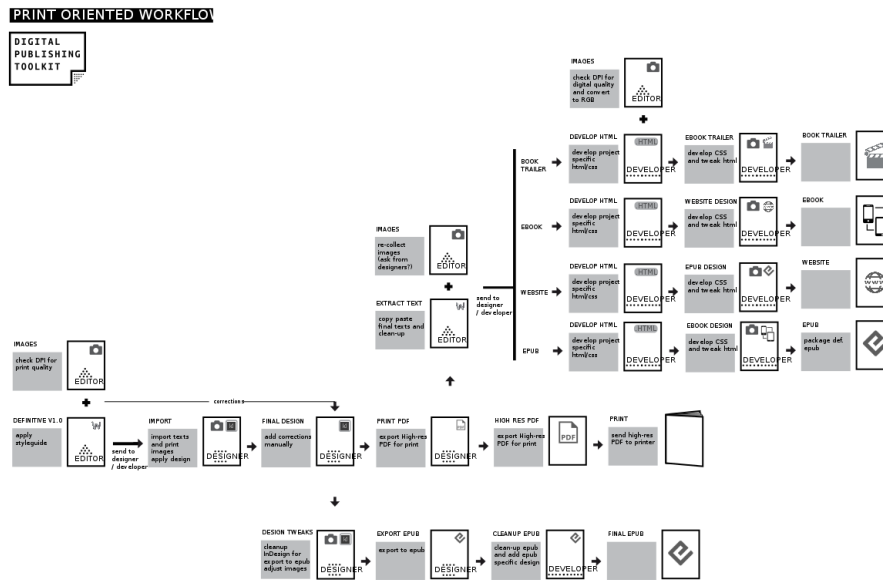 PRINT ORIENTED WORKFLOW
DIGITAL
PUBLISHING
TOOLKIT
IMAGES
check DPI for
digital quality
and convert
to RGB
EDITOR
BOOK
TRAILER
DEVELOP HTML
develop project
specific
html/css
HTML
DEVELOPER
EBOOK TRAILER
develop CSS
and tweak html
DEVELOPER
BOOK TRAILER
EBOOK
DEVELOP HTML
develop project
specific
html/css
HTML
DEVELOPER
WEBSITE DESIGN
develop CSS
and tweak html
DEVELOPER
EBOOK
WEBSITE
DEVELOP HTML
develop project
specific
html/css
HTML
DEVELOPER
EPUB DESIGN
develop CSS
and tweak html
DEVELOPER
WEBSITE
WWW
EPUB
DEVELOP HTML
develop project
specific
html/css
HTML
DEVELOPER
EBOOK DESIGN
develop CSS
and tweak html
DEVELOPER
EPUB
package def.
epub
IMAGES
re-collect
images
(ask from
designers?)
EDITOR
EXTRACT TEXT
copy paste
final texts and
clean-up
W
EDITOR
send to
designer
/ developer
IMAGES
check DPI for
print quality
EDITOR
corrections
DEFINITIVE V1.0
apply
styleguide
W
EDITOR
send to
designer
/ developer
IMPORT
import texts
and print
images
apply design
Id
DESIGNER
FINAL DESIGN
add corrections
manually
Id
DESIGNER
PRINT PDF
export High-res
PDF for print
PDF
DESIGNER
HIGH RES PDF
export High-res
PDF for print
PDF
PRINT
send high-res
PDF to printer
DESIGN TWEAKS
cleanup
InDesign for
export to epub
adjust images
Id
DESIGNER
EXPORT EPUB
export to epub
DESIGNER
CLEANUP EPUB
clean-up epub
and add epub
specific design
DEVELOPER
FINAL EPUB